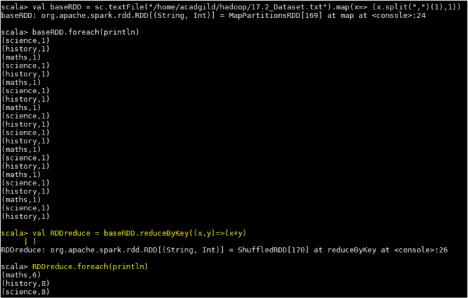 scala> val baseRDD = sc.textFile("/home/acadgild/hadoop/17.2_Dataset.txt").map(x=> (x.split(",")(1),1))
baseRDD: org.apache.spark.rdd.RDD[(String, Int)] = MapPartitionsRDD[169] at map at <console>:24
scala> baseRDD.foreach(println)
(science,1)
(history,1)
(maths,1)
(science,1)
(history,1)
(maths,1)
(science,1)
(history,1)
(maths,1)
(science,1)
(history,1)
(maths,1)
(science,1)
(history,1)
(maths,1)
(science,1)
(history,1)
(maths,1)
(science,1)
(history,1)
(science,1)
(history,1)
scala> val RDDreduce = baseRDD.reduceByKey((x,y)=>(x+y)
| )
RDDreduce: org.apache.spark.rdd.RDD[(String, Int)] = ShuffledRDD[170] at reduceByKey at <console>:26
scala> RDDreduce.foreach(println)
(maths,6)
(history,8)
(science,8)